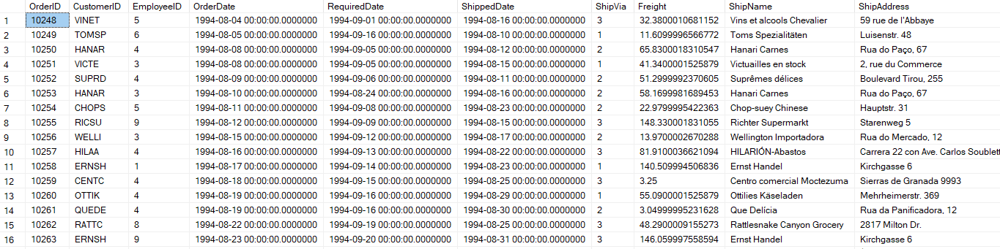 OrderID CustomerID EmployeeID OrderDate RequiredDate ShippedDate ShipVia Freight ShipName ShipAddress
1 10248 VINET 5 1994-08-04 00:00:00.0000000 1994-09-01 00:00:00.0000000 1994-08-16 00:00:00.0000000 3 32.3800010681152 Vins et alcools Chevalier 59 rue de l'Abbaye
2 10249 TOMSP 6 1994-08-05 00:00:00.0000000 1994-09-16 00:00:00.0000000 1994-08-10 00:00:00.0000000 1 11.6099996566772 Toms Spezialitäten Luisenstr. 48
3 10250 HANAR 4 1994-08-08 00:00:00.0000000 1994-09-05 00:00:00.0000000 1994-08-12 00:00:00.0000000 2 65.8300018310547 Hanari Carnes Rua do Paço, 67
4 10251 VICTE 3 1994-08-08 00:00:00.0000000 1994-09-05 00:00:00.0000000 1994-08-15 00:00:00.0000000 1 41.3400001525879 Victuailles en stock 2, rue du Commerce
5 10252 SUPRD 4 1994-08-09 00:00:00.0000000 1994-09-06 00:00:00.0000000 1994-08-11 00:00:00.0000000 2 51.2999992370605 Suprêmes délices Boulevard Tirou, 255
6 10253 HANAR 3 1994-08-10 00:00:00.0000000 1994-08-24 00:00:00.0000000 1994-08-16 00:00:00.0000000 2 58.1699981689453 Hanari Carnes Rua do Paço, 67
7 10254 CHOPS 5 1994-08-11 00:00:00.0000000 1994-09-08 00:00:00.0000000 1994-08-23 00:00:00.0000000 2 22.9799995422363 Chop-suey Chinese Hauptstr. 31
8 10255 RICSU 9 1994-08-12 00:00:00.0000000 1994-09-09 00:00:00.0000000 1994-08-15 00:00:00.0000000 3 148.330001831055 Richter Supermarkt Starenweg 5
9 10256 WELLI 3 1994-08-15 00:00:00.0000000 1994-09-12 00:00:00.0000000 1994-08-17 00:00:00.0000000 2 13.9700002670288 Wellington Importadora Rua do Mercado, 12
10 10257 HILAA 4 1994-08-16 00:00:00.0000000 1994-09-13 00:00:00.0000000 1994-08-22 00:00:00.0000000 3 81.9100036621094 HILARIÓN-Abastos Carrera 22 con Ave. Carlos Soublett
11 10258 ERNSH 1 1994-08-17 00:00:00.0000000 1994-09-14 00:00:00.0000000 1994-08-23 00:00:00.0000000 1 140.509994506836 Ernst Handel Kirchgasse 6
12 10259 CENTC 4 1994-08-18 00:00:00.0000000 1994-09-15 00:00:00.0000000 1994-08-25 00:00:00.0000000 3 3.25 Centro comercial Moctezuma Sierras de Granada 9993
13 10260 OTTIK 4 1994-08-19 00:00:00.0000000 1994-09-16 00:00:00.0000000 1994-08-29 00:00:00.0000000 1 55.0900001525879 Ottilies Käseladen Mehrheimerstr. 369
14 10261 QUEDE 4 1994-08-19 00:00:00.0000000 1994-09-16 00:00:00.0000000 1994-08-30 00:00:00.0000000 2 3.04999995231628 Que Delícia Rua da Panificadora, 12
15 10262 RATTC 8 1994-08-22 00:00:00.0000000 1994-09-19 00:00:00.0000000 1994-08-25 00:00:00.0000000 3 48.2900009155273 Rattlesnake Canyon Grocery 2817 Milton Dr.
16 10263 ERNSH 9 1994-08-23 00:00:00.0000000 1994-09-20 00:00:00.0000000 1994-08-31 00:00:00.0000000 3 146.059997558594 Ernst Handel Kirchgasse 6